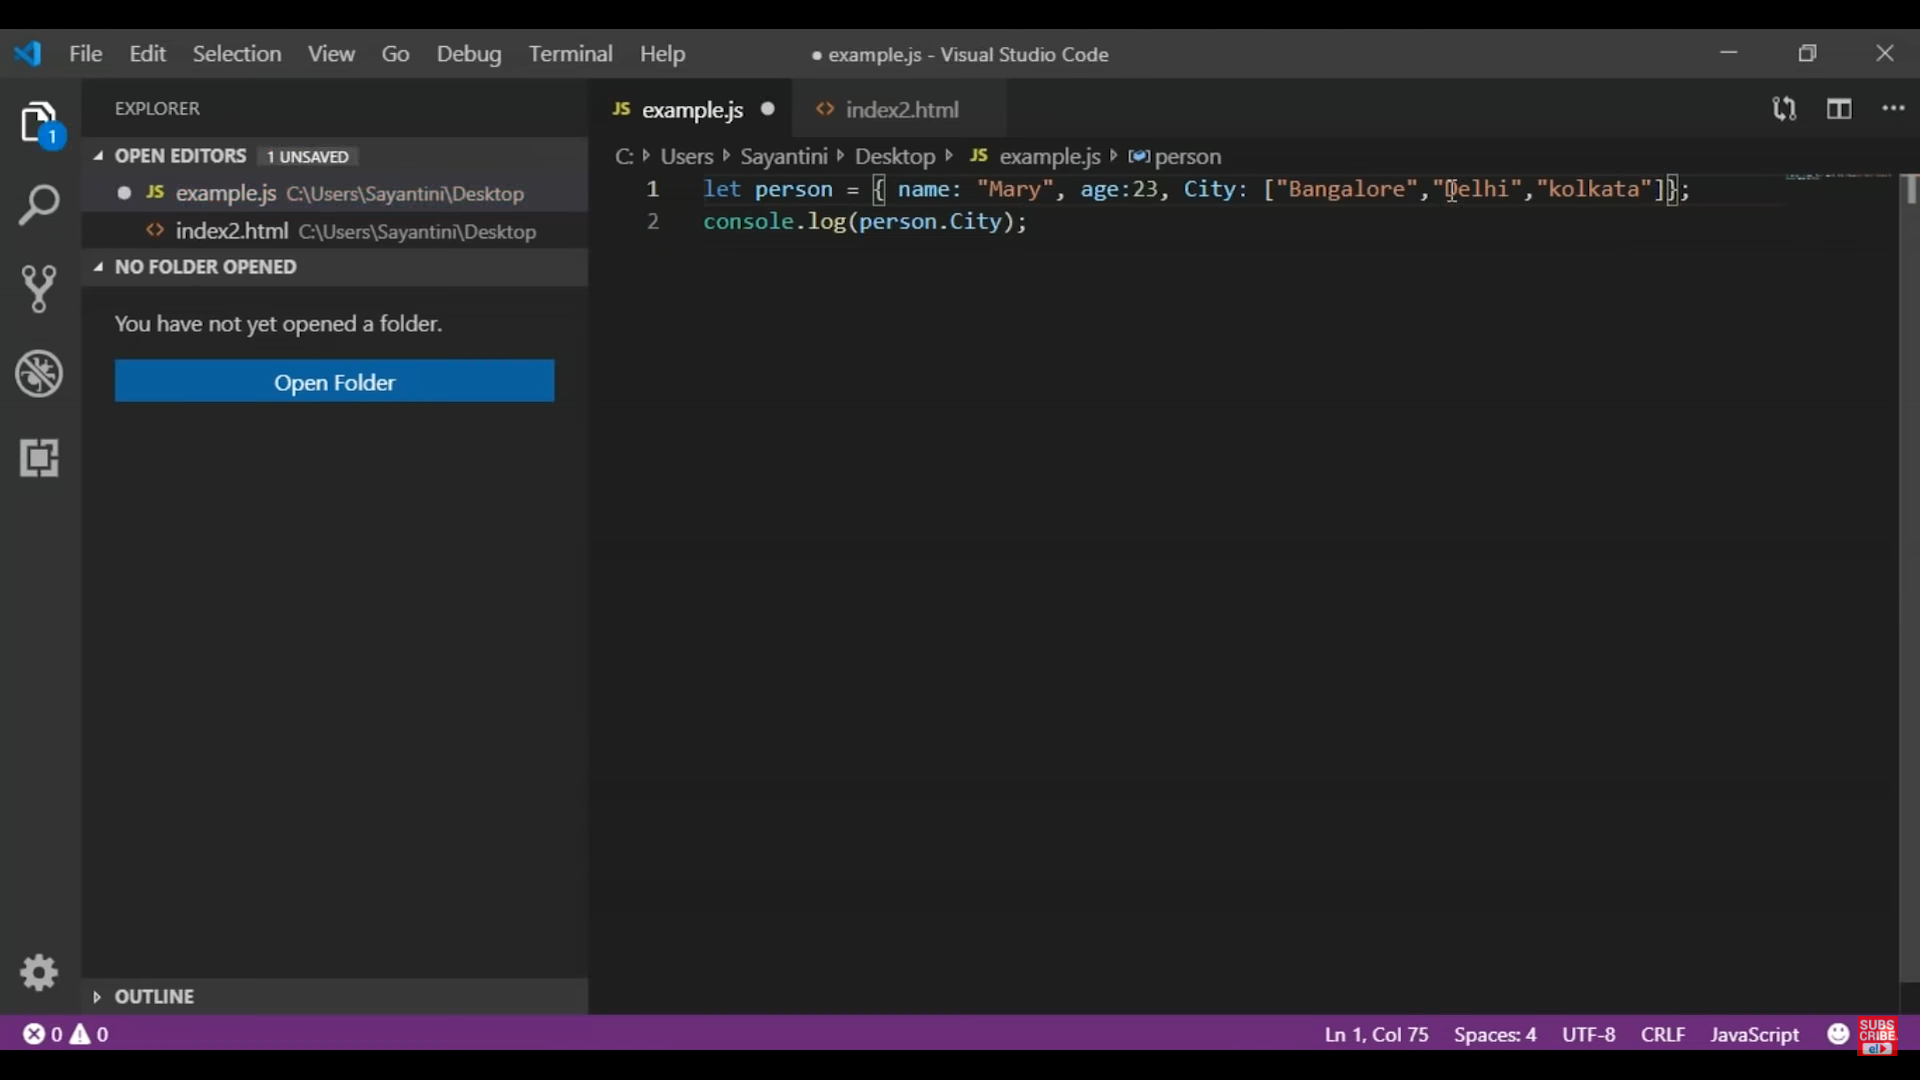 File Edit Selection View Go Debug Terminal Help
● example.js - Visual Studio Code
EXPLORER
OPEN EDITORS 1 UNSAVED
JS example.js C:\Users\Sayantini\Desktop
<> index2.html C:\Users\Sayantini\Desktop
NO FOLDER OPENED
You have not yet opened a folder.
Open Folder
OUTLINE
JS example.js ● <> index2.html
C: Users Sayantini Desktop JS example.js person
1 let person = { name: "Mary", age:23, City: ["Bangalore","Delhi","kolkata"]};
2 console.log(person.City);
1
0 0
Ln 1, Col 75 Spaces: 4 UTF-8 CRLF JavaScript
SUBS
CRIBE
e!